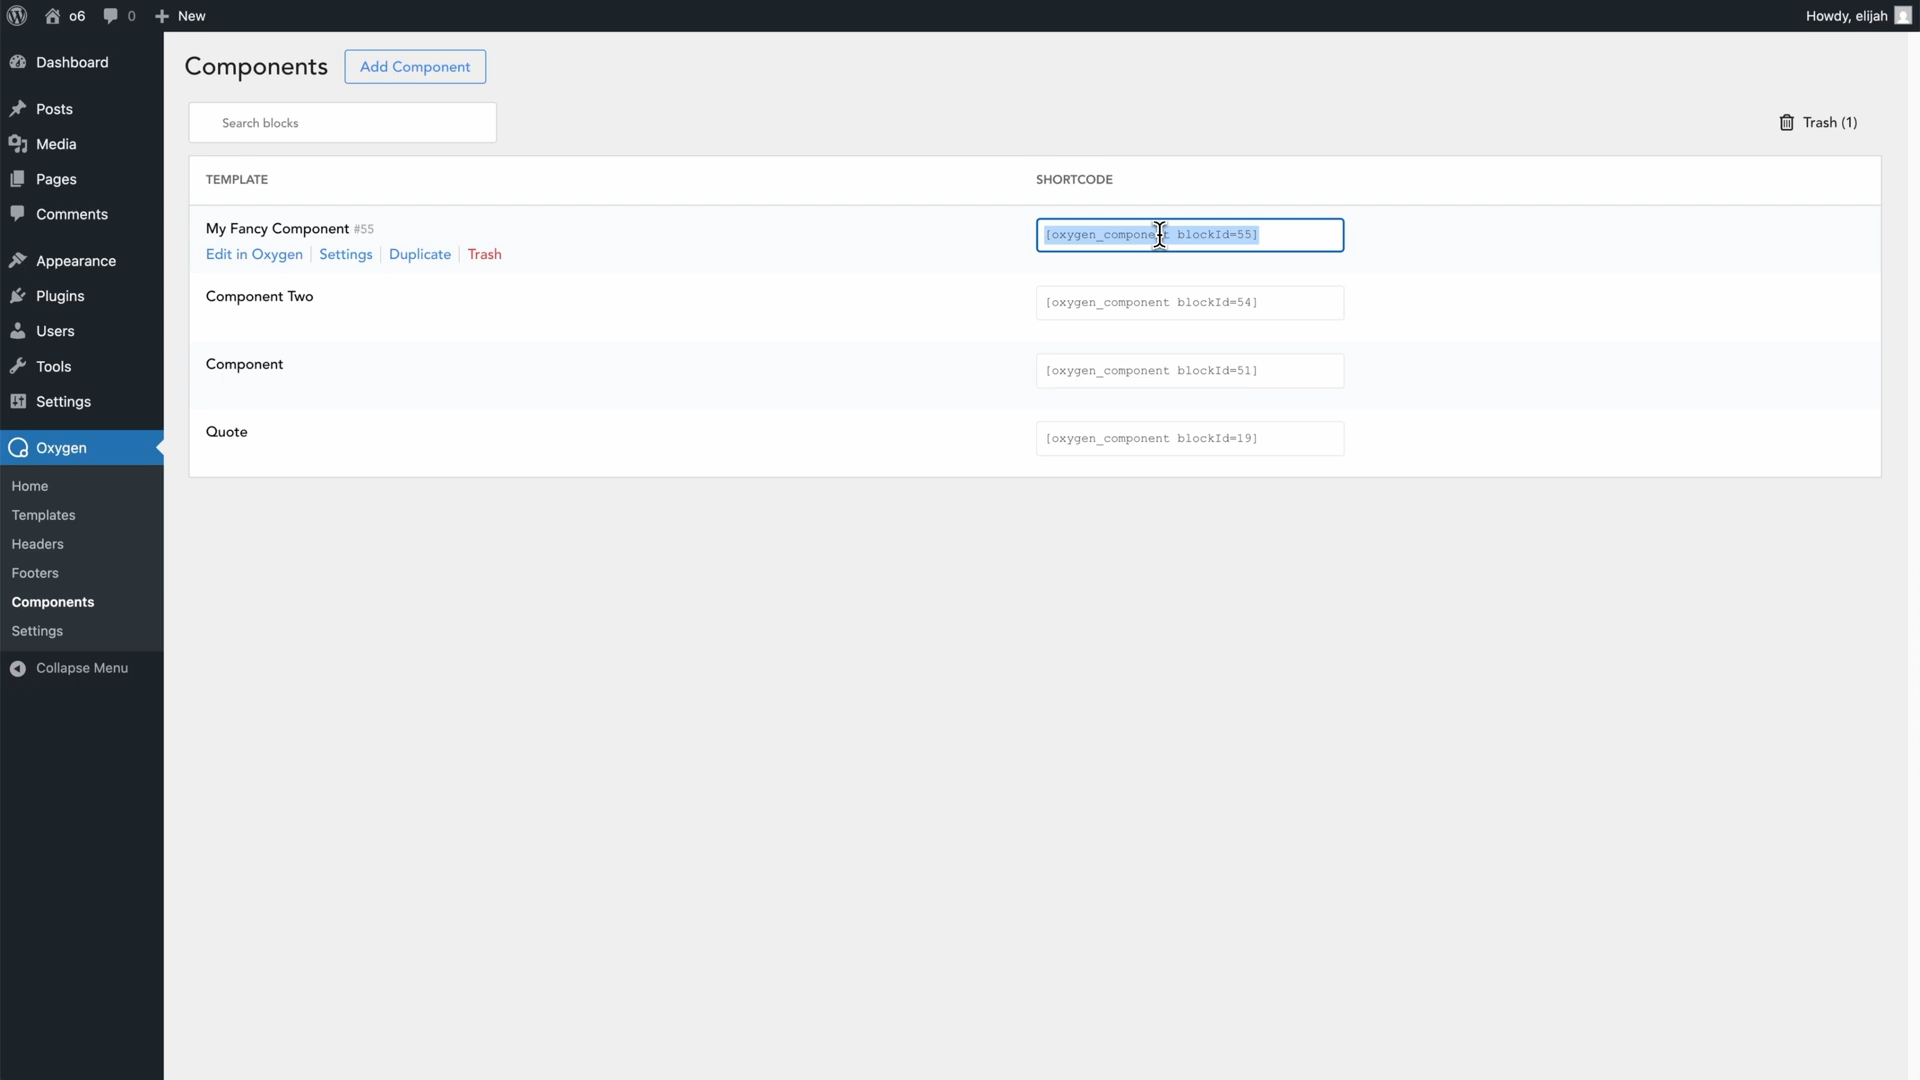 o6
0
New
Howdy, elijah
Dashboard
Posts
Media
Pages
Comments
Appearance
Plugins
Users
Tools
Settings
Oxygen
Home
Templates
Headers
Footers
Components
Settings
Collapse Menu
Components
Add Component
Search blocks
Trash (1)
TEMPLATE
SHORTCODE
My Fancy Component #55
[oxygen_component blockId=55]
Edit in Oxygen | Settings | Duplicate | Trash
Component Two
[oxygen_component blockId=54]
Component
[oxygen_component blockId=51]
Quote
[oxygen_component blockId=19]